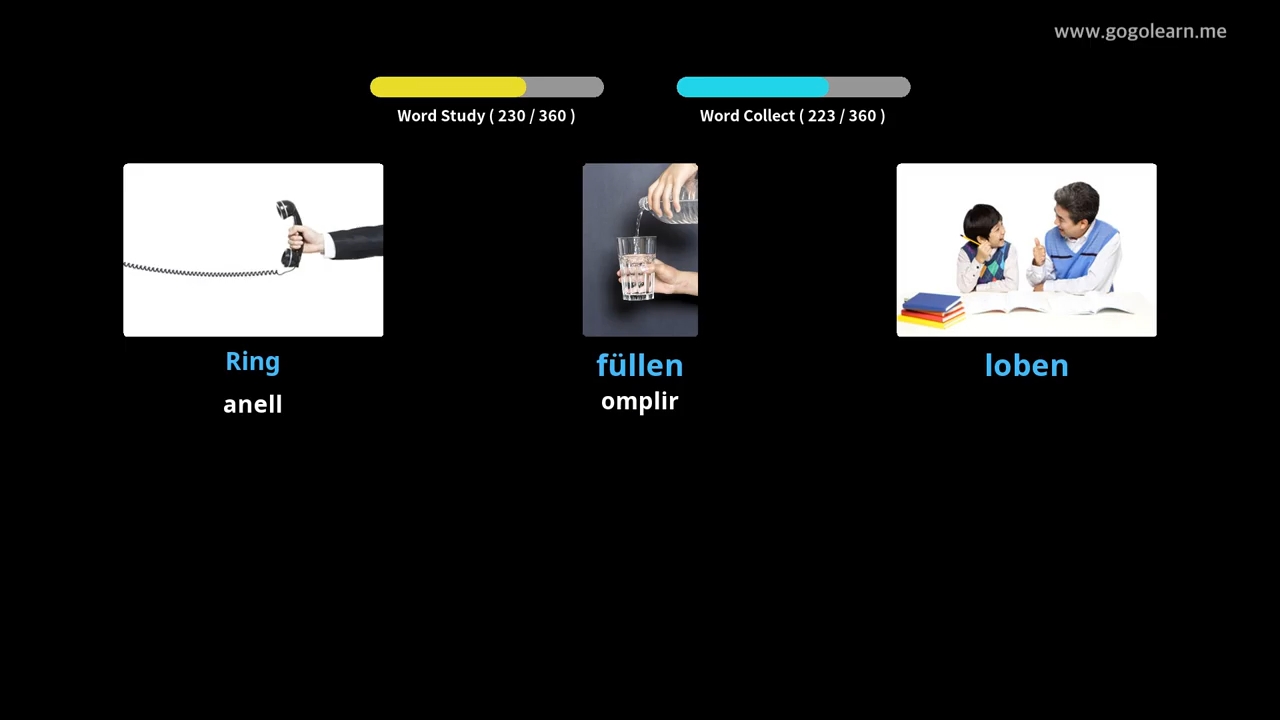 www.gogolearn.me
Word Study ( 230 / 360 )
Word Collect ( 223 / 360 )
Ring
anell
füllen
omplir
loben